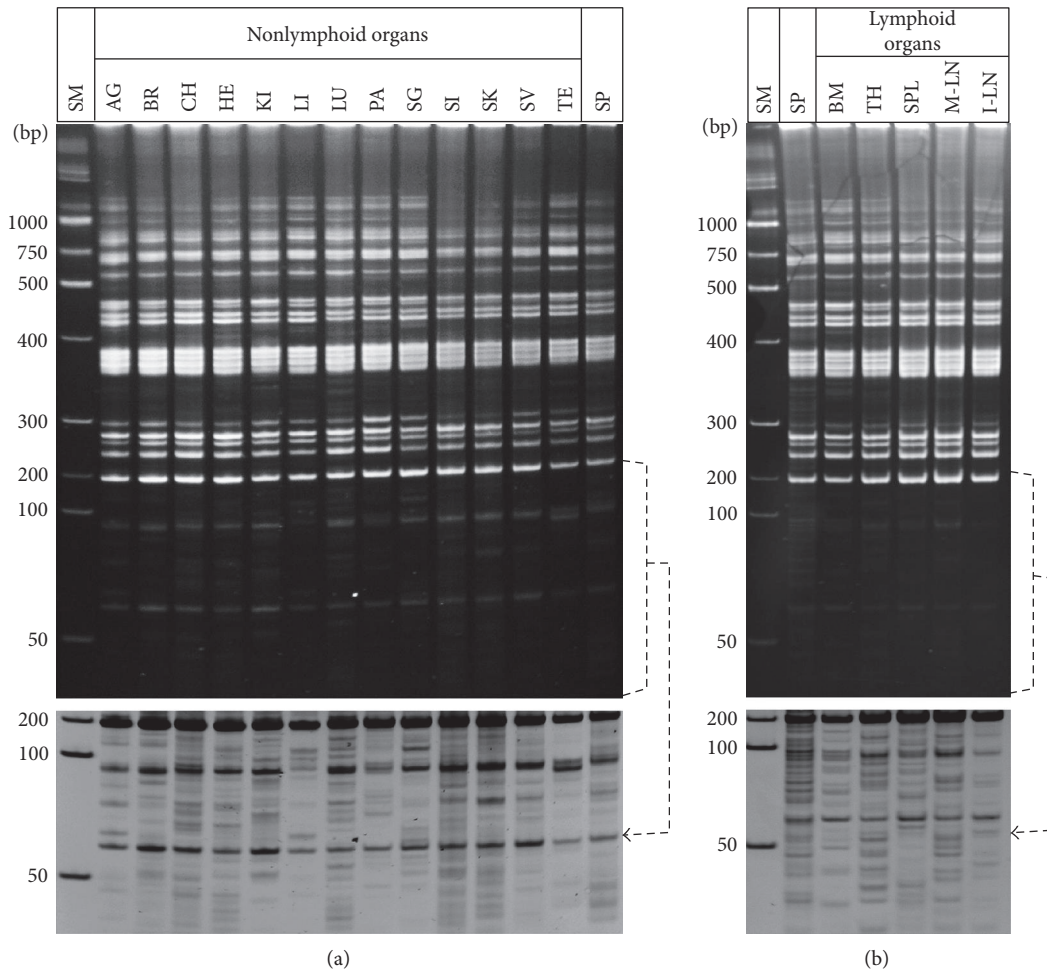 Nonlymphoid organs
SM AG BR CH HE KI LI LU PA SG SI SK SV TE SP
(bp)
1000
750
500
400
300
200
100
50
200
100
50
(a)
Lymphoid
organs
SM SP BM TH SPL M-LN I-LN
(bp)
1000
750
500
400
300
200
100
50
200
100
50
(b)